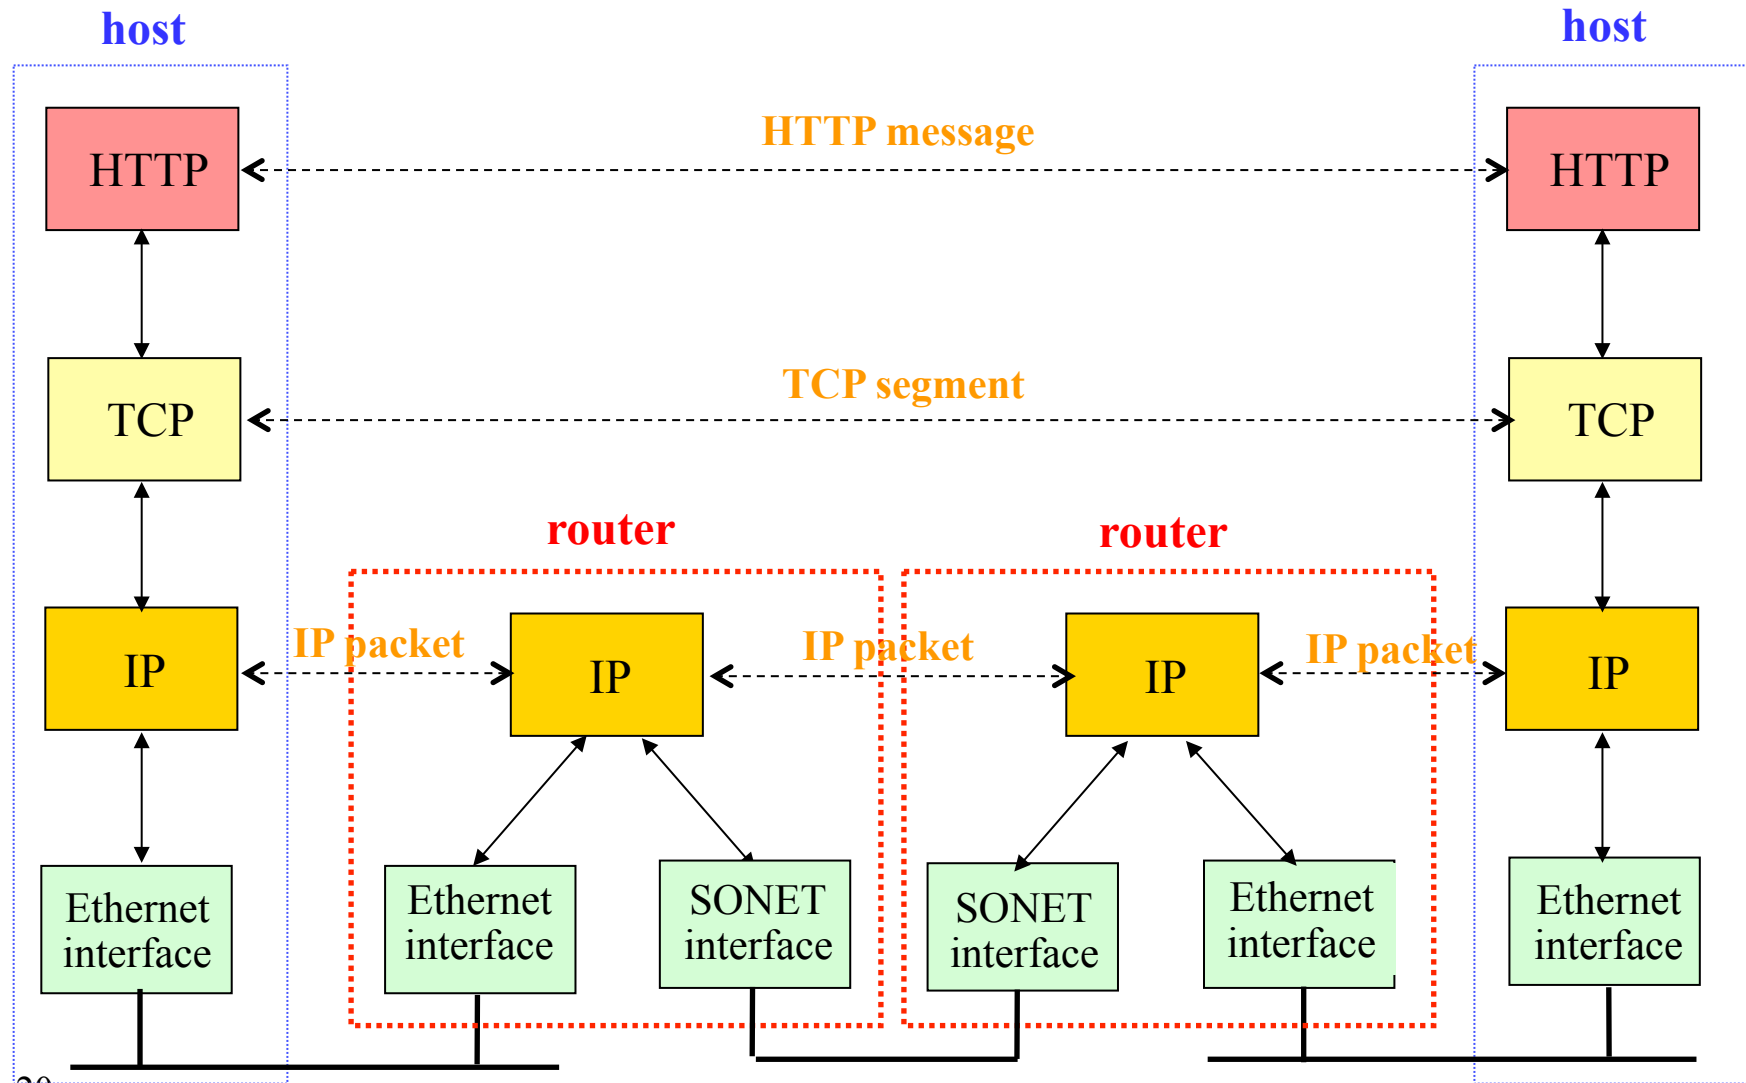 host
host
HTTP message
HTTP
HTTP
TCP segment
TCP
TCP
router
router
IP packet
IP packet
IP packet
IP
IP
IP
IP
Ethernet
interface
Ethernet
interface
SONET
interface
SONET
interface
Ethernet
interface
Ethernet
interface
20